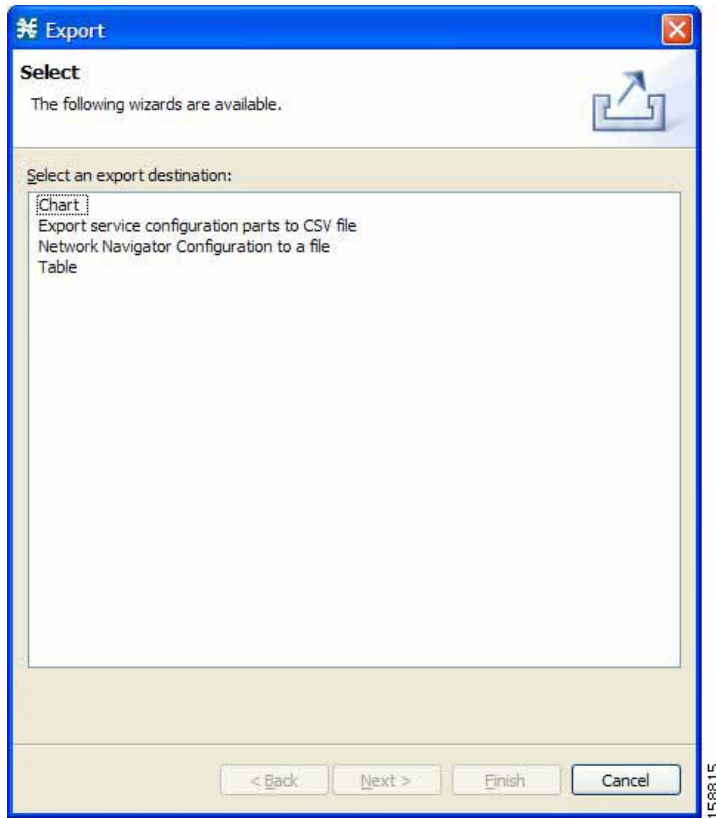 Export
Select
The following wizards are available.
Select an export destination:
Chart
Export service configuration parts to CSV file
Network Navigator Configuration to a file
Table
< Back
Next >
Finish
Cancel
158815